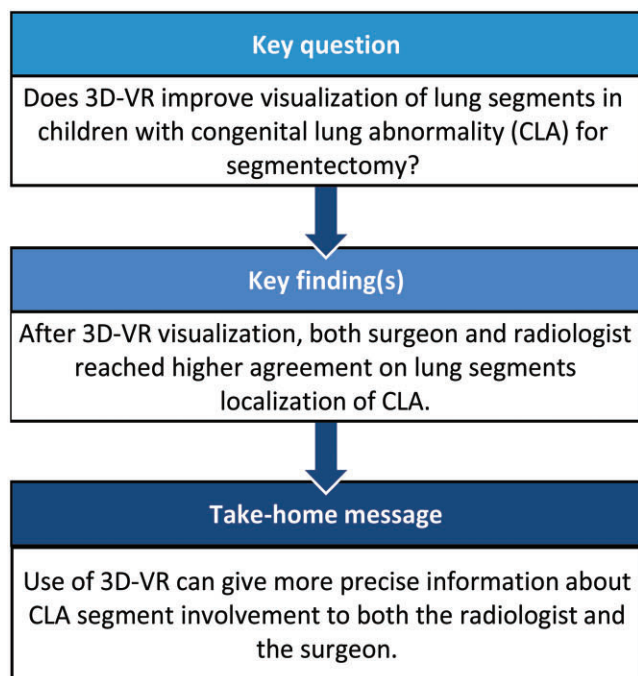 Key question
Does 3D-VR improve visualization of lung segments in
children with congenital lung abnormality (CLA) for
segmentectomy?
Key finding(s)
After 3D-VR visualization, both surgeon and radiologist
reached higher agreement on lung segments
localization of CLA.
Take-home message
Use of 3D-VR can give more precise information about
CLA segment involvement to both the radiologist and
the surgeon.